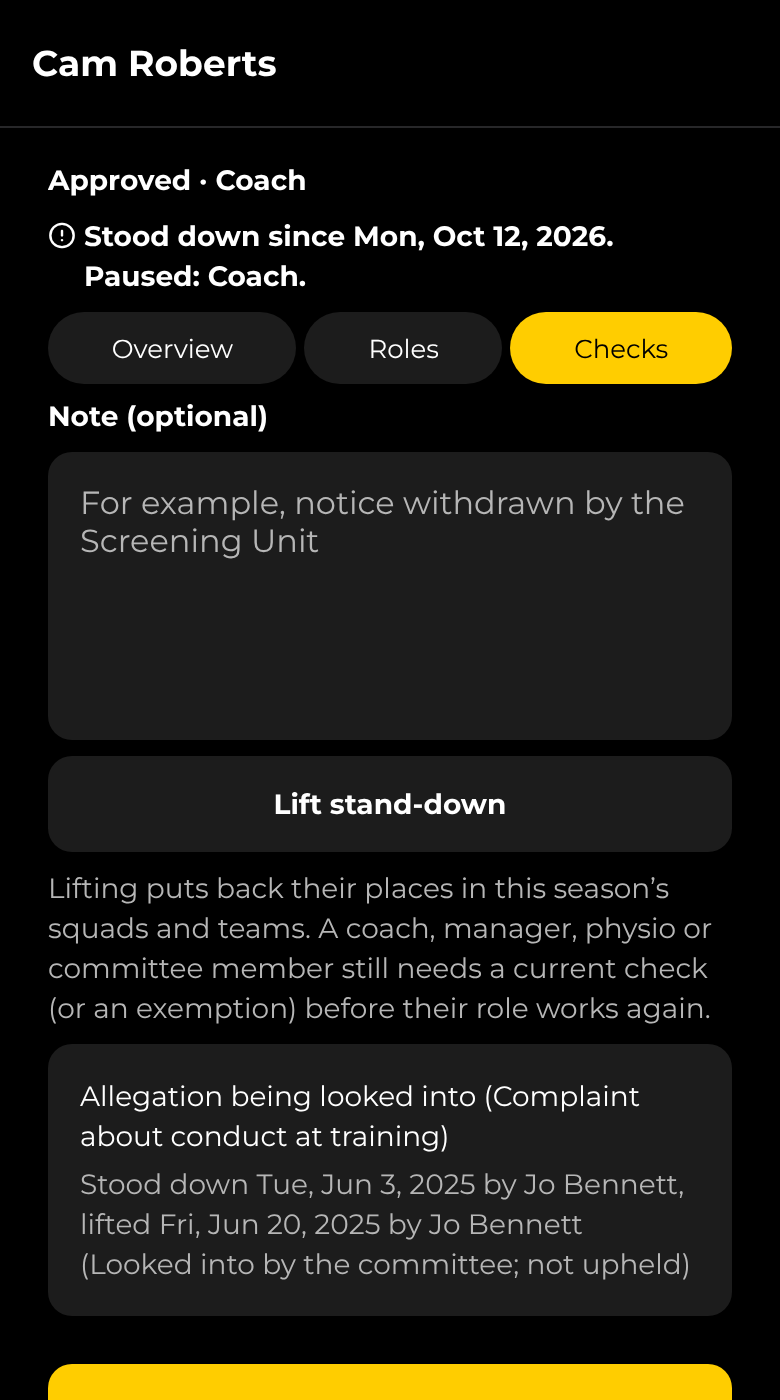 Cam Roberts
Approved · Coach
Stood down since Mon, Oct 12, 2026.
Paused: Coach.
Overview
Roles
Checks
Note (optional)
For example, notice withdrawn by the
Screening Unit
Lift stand-down
Lifting puts back their places in this season’s
squads and teams. A coach, manager, physio or
committee member still needs a current check
(or an exemption) before their role works again.
Allegation being looked into (Complaint
about conduct at training)
Stood down Tue, Jun 3, 2025 by Jo Bennett,
lifted Fri, Jun 20, 2025 by Jo Bennett
(Looked into by the committee; not upheld)